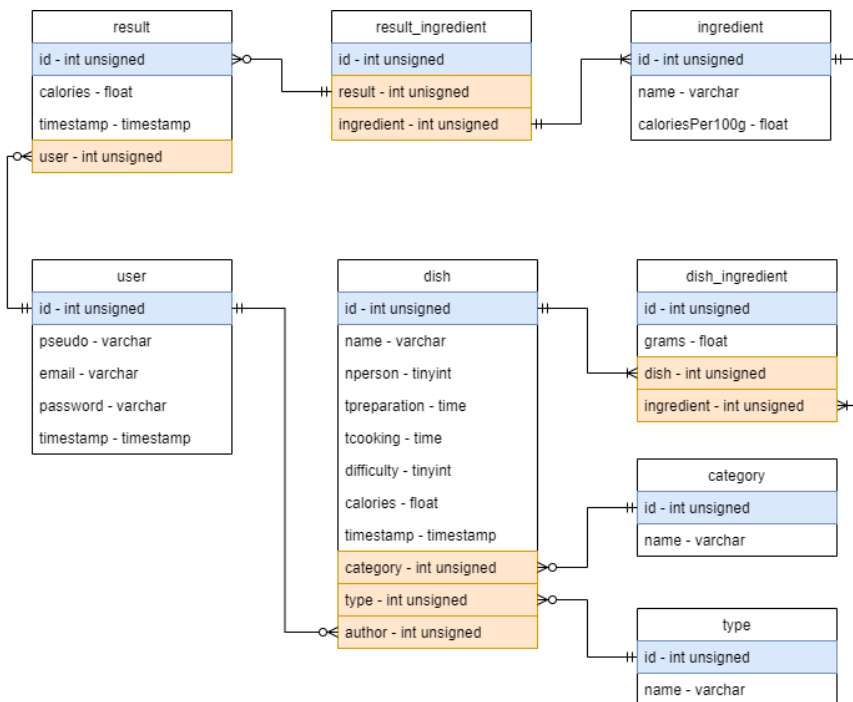 result
id - int unsigned
calories - float
timestamp - timestamp
user - int unsigned
result_ingredient
id - int unsigned
result - int unisgned
ingredient - int unsigned
ingredient
id - int unsigned
name - varchar
caloriesPer100g - float
user
id - int unsigned
pseudo - varchar
email - varchar
password - varchar
timestamp - timestamp
dish
id - int unsigned
name - varchar
nperson - tinyint
tpreparation - time
tcooking - time
difficulty - tinyint
calories - float
timestamp - timestamp
category - int unsigned
type - int unsigned
author - int unsigned
dish_ingredient
id - int unsigned
grams - float
dish - int unsigned
ingredient - int unsigned
category
id - int unsigned
name - varchar
type
id - int unsigned
name - varchar